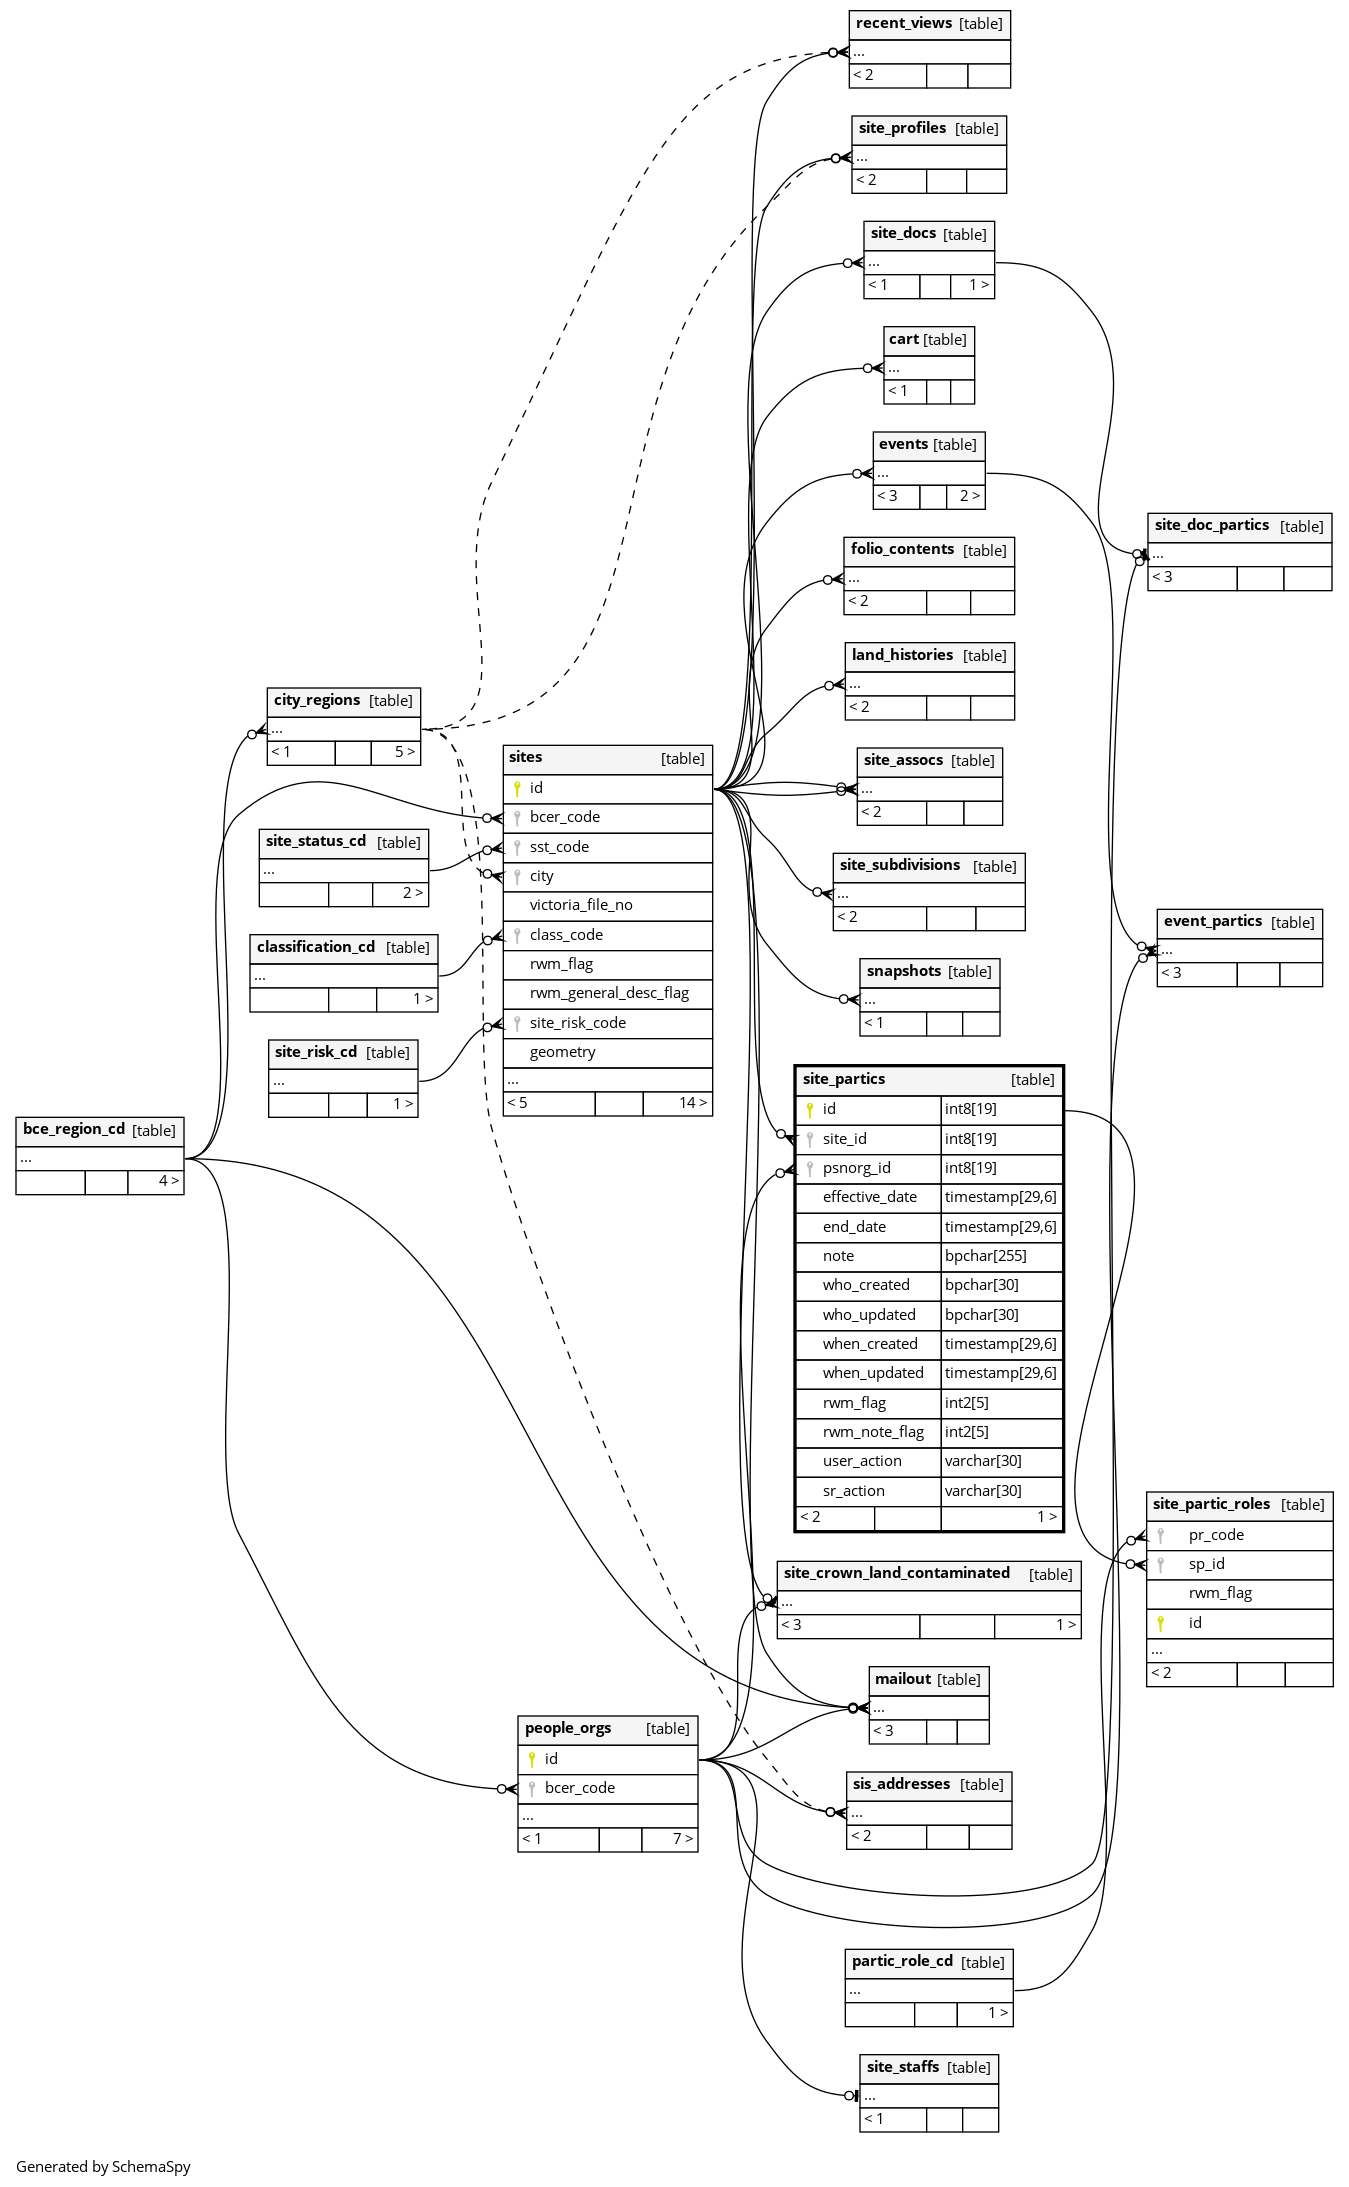 recent_views [table]
...
< 2
site_profiles [table]
...
< 2
site_docs [table]
...
< 1 1 >
cart [table]
...
< 1
events [table]
...
< 3 2 >
folio_contents [table]
...
< 2
land_histories [table]
...
< 2
site_assocs [table]
...
< 2
site_subdivisions [table]
...
< 2
snapshots [table]
...
< 1
site_doc_partics [table]
...
< 3
event_partics [table]
...
< 3
city_regions [table]
...
< 1 5 >
site_status_cd [table]
...
2 >
classification_cd [table]
...
1 >
site_risk_cd [table]
...
1 >
bce_region_cd [table]
...
4 >
sites [table]
id
bcer_code
sst_code
city
victoria_file_no
class_code
rwm_flag
rwm_general_desc_flag
site_risk_code
geometry
...
< 5 14 >
site_partics [table]
id int8[19]
site_id int8[19]
psnorg_id int8[19]
effective_date timestamp[29,6]
end_date timestamp[29,6]
note bpchar[255]
who_created bpchar[30]
who_updated bpchar[30]
when_created timestamp[29,6]
when_updated timestamp[29,6]
rwm_flag int2[5]
rwm_note_flag int2[5]
user_action varchar[30]
sr_action varchar[30]
< 2 1 >
site_partic_roles [table]
pr_code
sp_id
rwm_flag
id
...
< 2
site_crown_land_contaminated [table]
...
< 3 1 >
mailout [table]
...
< 3
people_orgs [table]
id
bcer_code
...
< 1 7 >
sis_addresses [table]
...
< 2
partic_role_cd [table]
...
1 >
site_staffs [table]
...
< 1
Generated by SchemaSpy